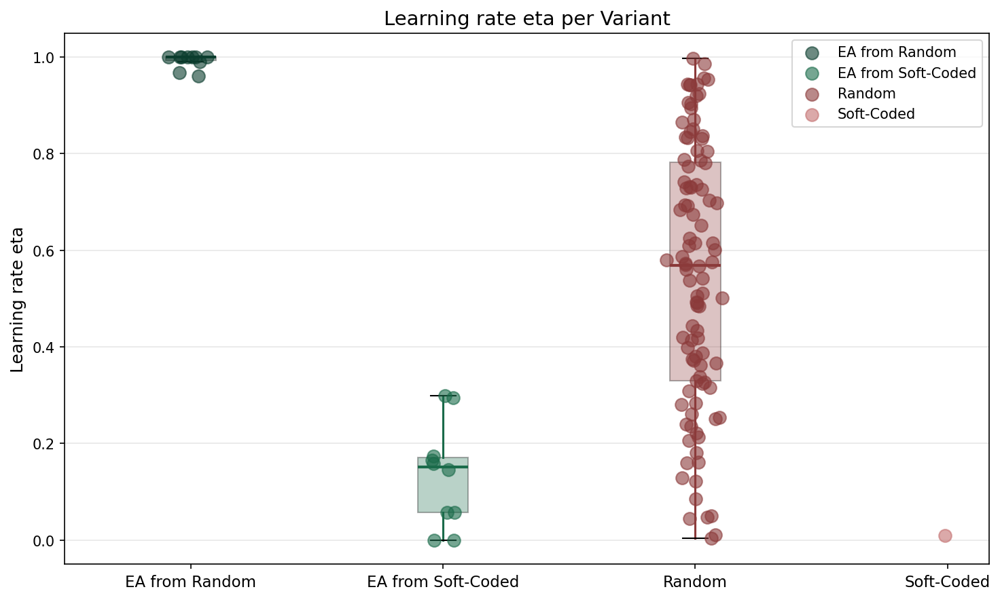 Learning rate eta per Variant
Learning rate eta
1.0
0.8
0.6
0.4
0.2
0.0
EA from Random
EA from Soft-Coded
Random
Soft-Coded
EA from Random
EA from Soft-Coded
Random
Soft-Coded